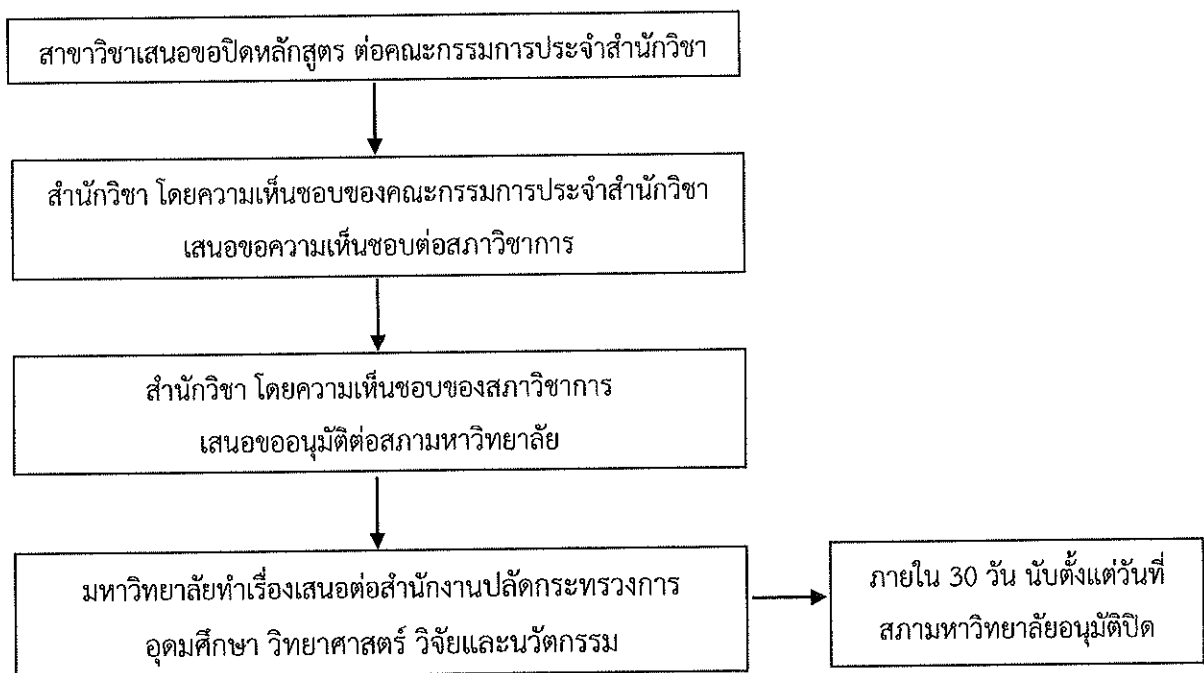 สาขาวิชาเสนอขอปิดหลักสูตร ต่อคณะกรรมการประจำสำนักวิชา
สำนักวิชา โดยความเห็นชอบของคณะกรรมการประจำสำนักวิชา
เสนอขอความเห็นชอบต่อสภาวิชาการ
สำนักวิชา โดยความเห็นชอบของสภาวิชาการ
เสนอขออนุมัติต่อสภามหาวิทยาลัย
มหาวิทยาลัยทำเรื่องเสนอต่อสำนักงานปลัดกระทรวงการ
อุดมศึกษา วิทยาศาสตร์ วิจัยและนวัตกรรม
ภายใน 30 วัน นับตั้งแต่วันที่
สภามหาวิทยาลัยอนุมัติปิด